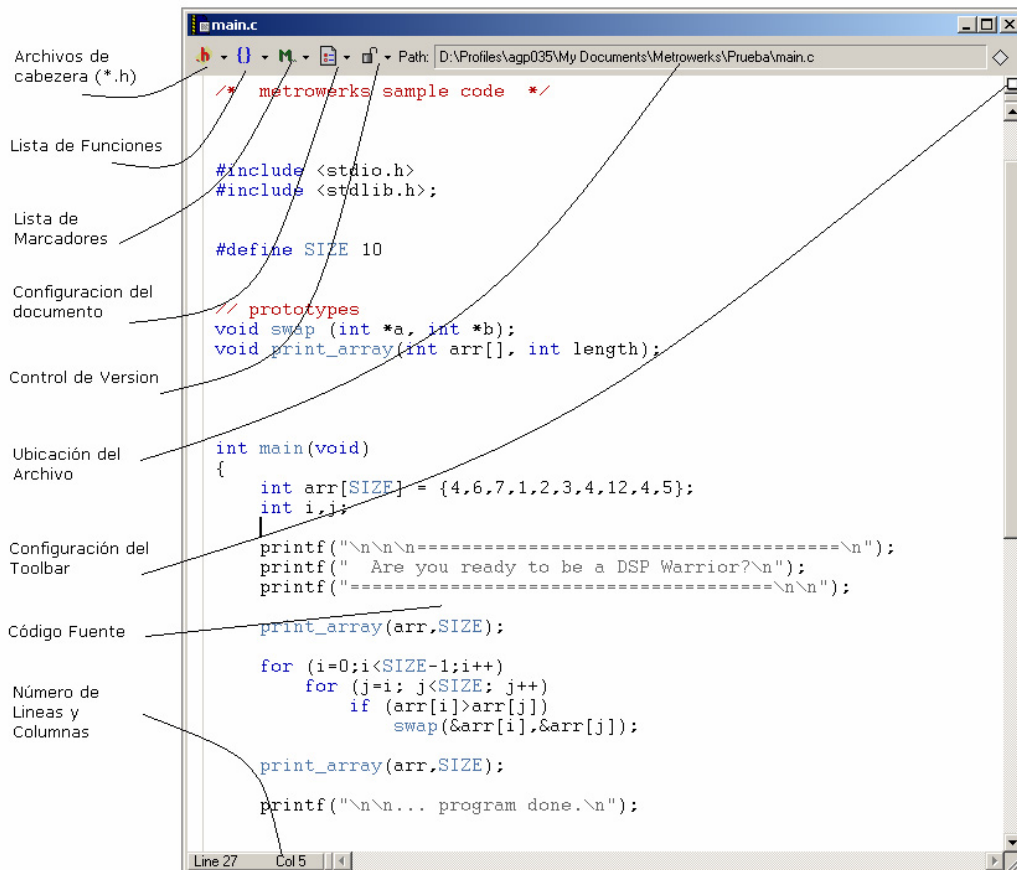 main.c
Path: D:\Profiles\agp035\My Documents\Metrowerks\Prueba\main.c
Archivos de
cabezera (*.h)
Lista de Funciones
Lista de
Marcadores
Configuracion del
documento
Control de Version
Ubicación del
Archivo
Configuración del
Toolbar
Código Fuente
Número de
Lineas y
Columnas
/*  metrowerks sample code  */
#include <stdio.h>
#include <stdlib.h>;
#define SIZE 10
// prototypes
void swap (int *a, int *b);
void print_array(int arr[], int length);
int main(void)
{
    int arr[SIZE] = {4,6,7,1,2,3,4,12,4,5};
    int i,j;
    printf("\n\n\n======================================\n");
    printf("  Are you ready to be a DSP Warrior?\n");
    printf("======================================\n\n");
    print_array(arr,SIZE);
    for (i=0;i<SIZE-1;i++)
        for (j=i; j<SIZE; j++)
            if (arr[i]>arr[j])
                swap(&arr[i],&arr[j]);
    print_array(arr,SIZE);
    printf("\n\n... program done.\n");
Line 27 Col 5